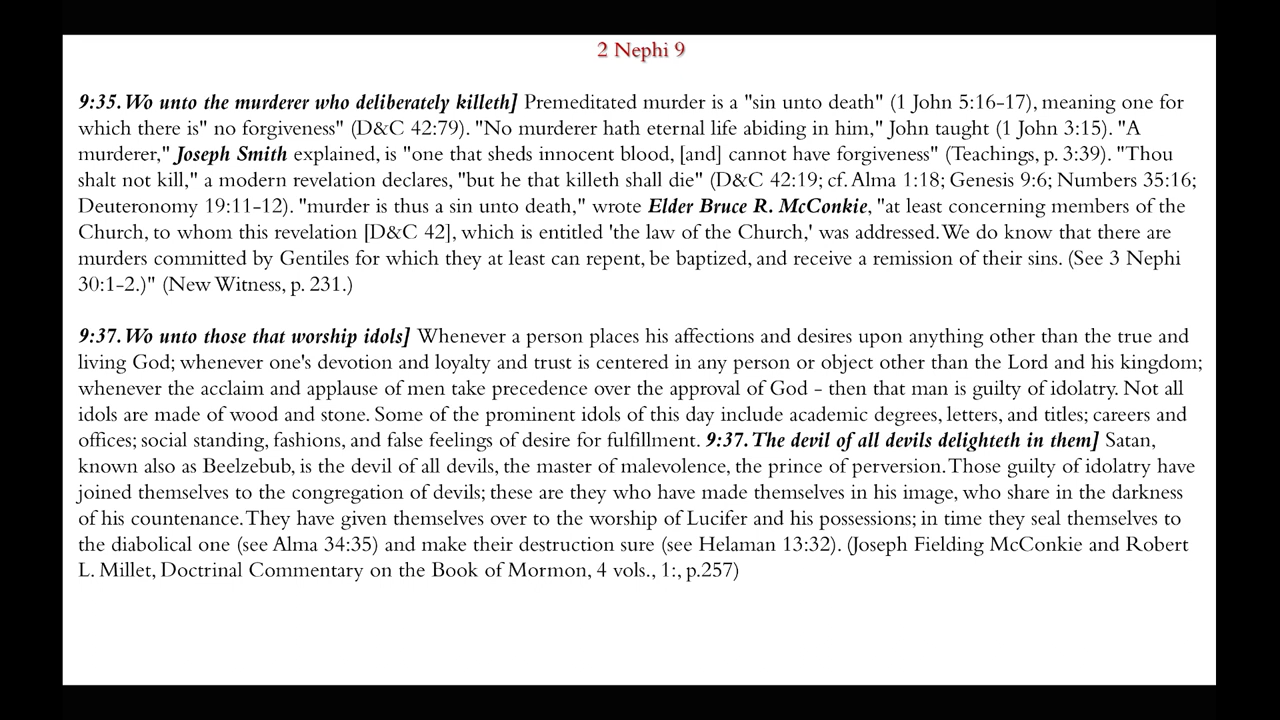 2 Nephi 9
9:35. Wo unto the murderer who deliberately killeth] Premeditated murder is a "sin unto death" (1 John 5:16-17), meaning one for
which there is" no forgiveness" (D&C 42:79). "No murderer hath eternal life abiding in him," John taught (1 John 3:15). "A
murderer," Joseph Smith explained, is "one that sheds innocent blood, [and] cannot have forgiveness" (Teachings, p. 3:39). "Thou
shalt not kill," a modern revelation declares, "but he that killeth shall die" (D&C 42:19; cf. Alma 1:18; Genesis 9:6; Numbers 35:16;
Deuteronomy 19:11-12). "murder is thus a sin unto death," wrote Elder Bruce R. McConkie, "at least concerning members of the
Church, to whom this revelation [D&C 42], which is entitled 'the law of the Church,' was addressed. We do know that there are
murders committed by Gentiles for which they at least can repent, be baptized, and receive a remission of their sins. (See 3 Nephi
30:1-2.)" (New Witness, p. 231.)
9:37. Wo unto those that worship idols] Whenever a person places his affections and desires upon anything other than the true and
living God; whenever one's devotion and loyalty and trust is centered in any person or object other than the Lord and his kingdom;
whenever the acclaim and applause of men take precedence over the approval of God - then that man is guilty of idolatry. Not all
idols are made of wood and stone. Some of the prominent idols of this day include academic degrees, letters, and titles; careers and
offices; social standing, fashions, and false feelings of desire for fulfillment. 9:37. The devil of all devils delighteth in them] Satan,
known also as Beelzebub, is the devil of all devils, the master of malevolence, the prince of perversion. Those guilty of idolatry have
joined themselves to the congregation of devils; these are they who have made themselves in his image, who share in the darkness
of his countenance. They have given themselves over to the worship of Lucifer and his possessions; in time they seal themselves to
the diabolical one (see Alma 34:35) and make their destruction sure (see Helaman 13:32). (Joseph Fielding McConkie and Robert
L. Millet, Doctrinal Commentary on the Book of Mormon, 4 vols., 1:, p.257)